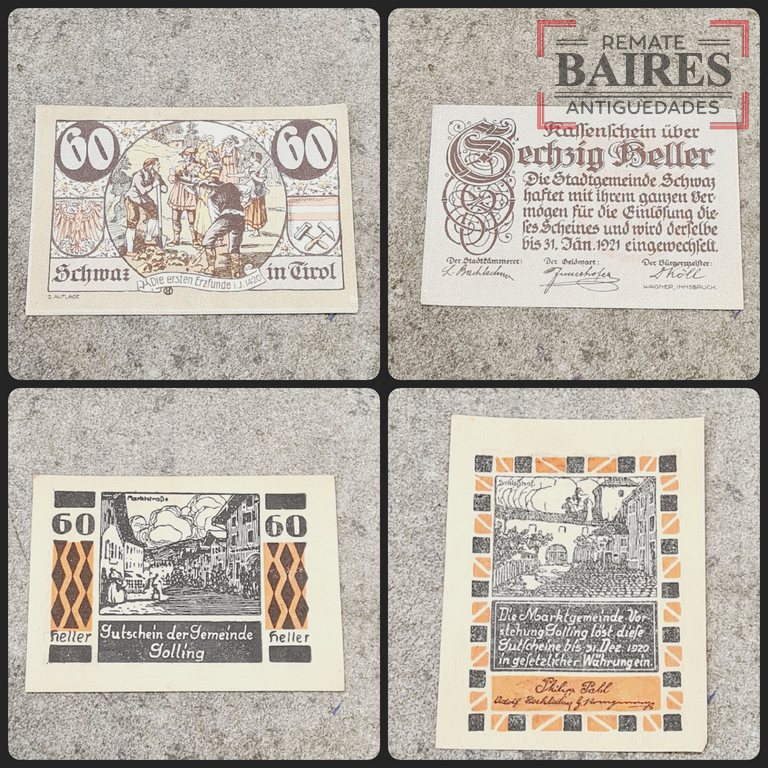 60
60
Schwaz
in Tirol
Die ersten Erzfunde i.J. 1420
2. AUFLAGE
REMATE
BAIRES
ANTIGUEDADES
Kassenschein über
Sechzig Heller
Die Stadtgemeinde Schwaz
haftet mit ihrem ganzen Ver
mögen für die Einlösung die
ses Scheines und wird derselbe
bis 31. Jän. 1921 eingewechselt.
Der Stadtkämmerer:
Der Geldwart:
Der Bürgermeister:
WAGNER, INNSBRUCK.
Marktstraße
60
60
heller
heller
Gutschein der Gemeinde
Golling
Schloßhof.
Die Marktgemeinde-Vor
stehung Golling löst diese
Gutscheine bis 31. Dez. 1920
in gesetzlicher Währung ein.